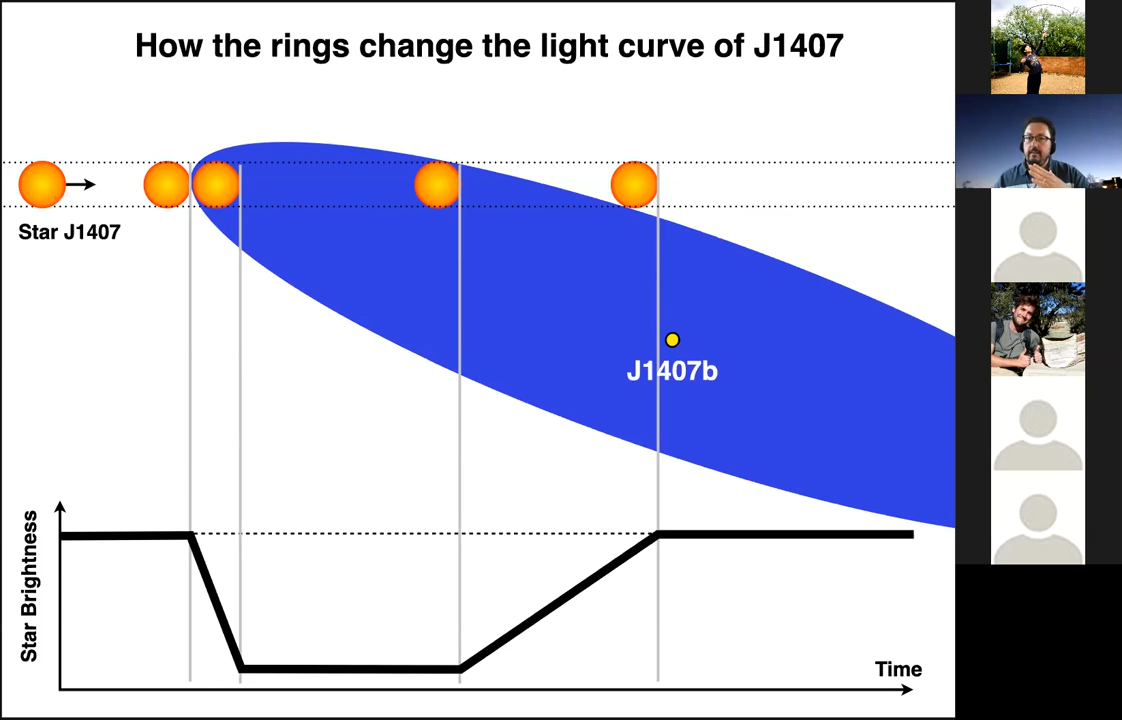 How the rings change the light curve of J1407
Star J1407
J1407b
Star Brightness
Time